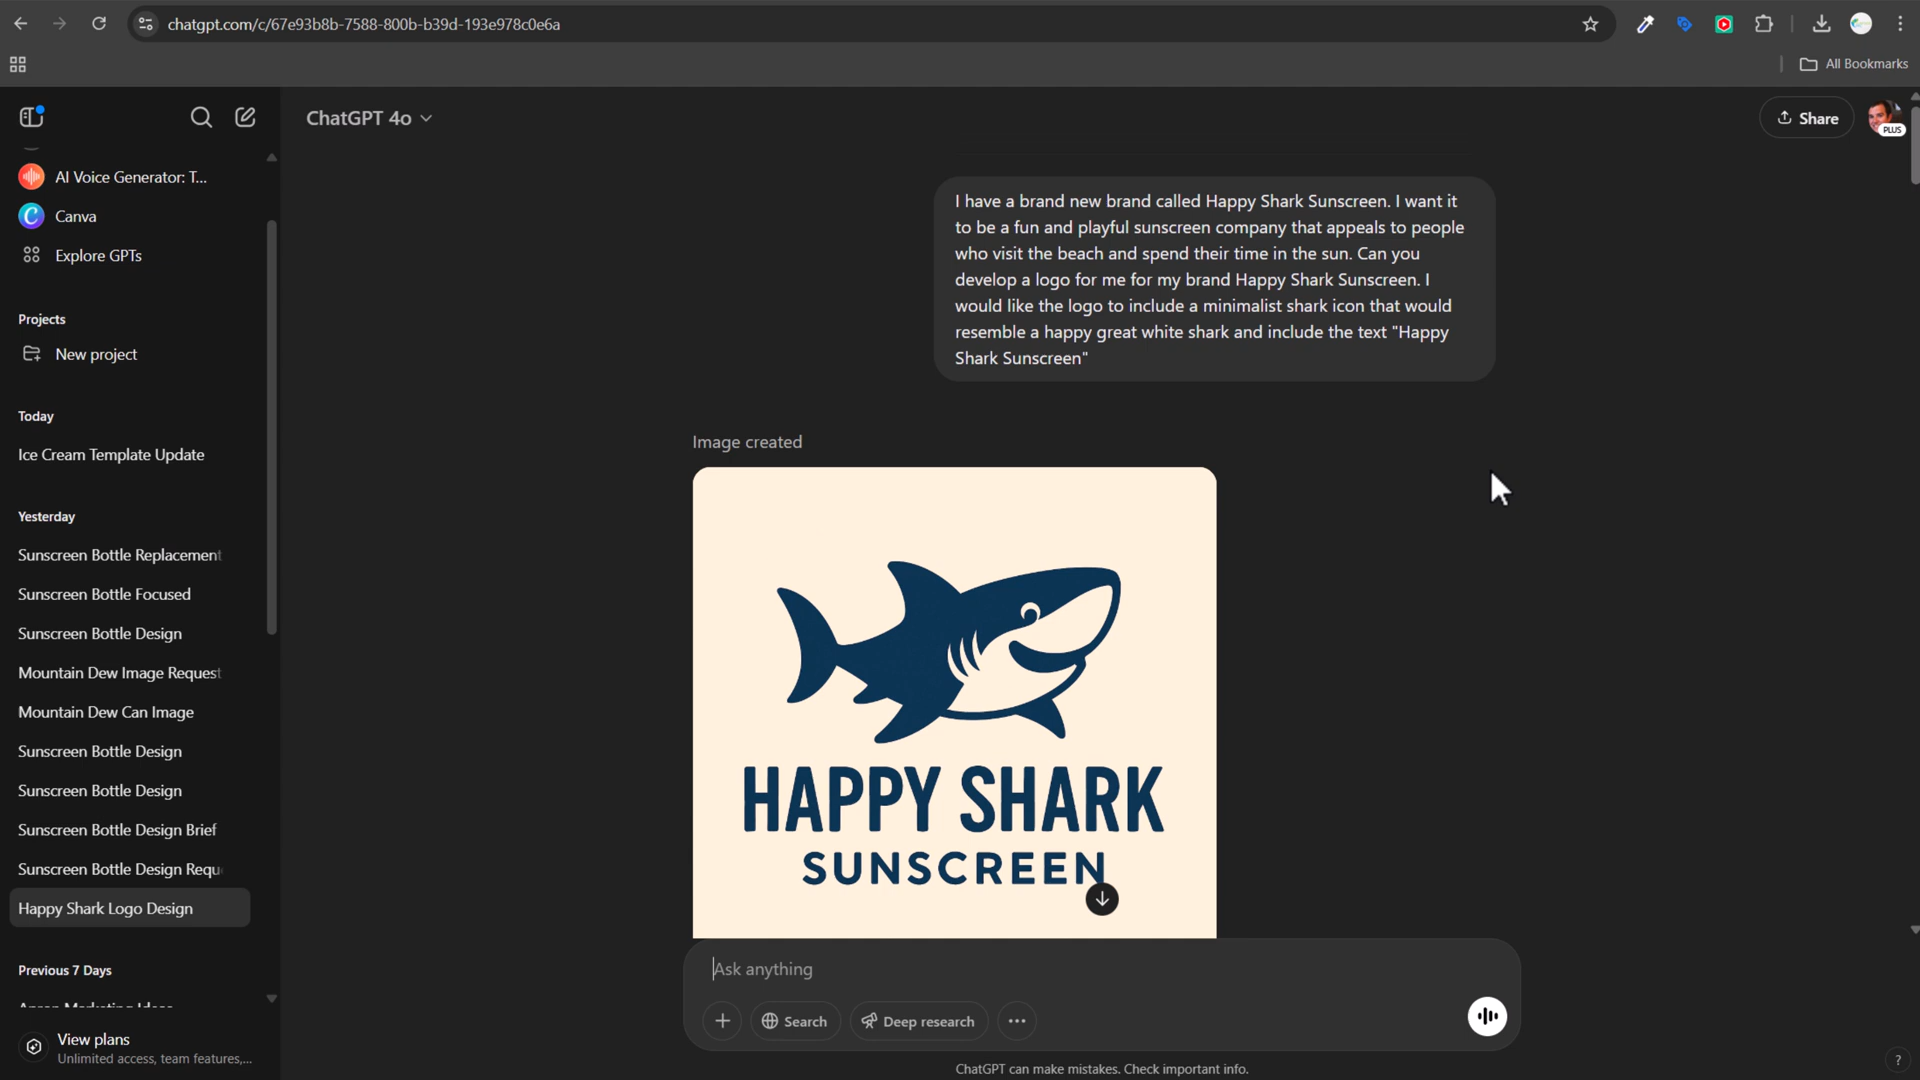 chatgpt.com/c/67e93b8b-7588-800b-b39d-193e978c0e6a
All Bookmarks
ChatGPT 4o
Share
PLUS
AI Voice Generator: T...
Canva
Explore GPTs
Projects
New project
Today
Ice Cream Template Update
Yesterday
Sunscreen Bottle Replacement
Sunscreen Bottle Focused
Sunscreen Bottle Design
Mountain Dew Image Request
Mountain Dew Can Image
Sunscreen Bottle Design
Sunscreen Bottle Design
Sunscreen Bottle Design Brief
Sunscreen Bottle Design Requ
Happy Shark Logo Design
Previous 7 Days
View plans
Unlimited access, team features,...
I have a brand new brand called Happy Shark Sunscreen. I want it
to be a fun and playful sunscreen company that appeals to people
who visit the beach and spend their time in the sun. Can you
develop a logo for me for my brand Happy Shark Sunscreen. I
would like the logo to include a minimalist shark icon that would
resemble a happy great white shark and include the text "Happy
Shark Sunscreen"
Image created
HAPPY SHARK
SUNSCREEN
Ask anything
Search
Deep research
ChatGPT can make mistakes. Check important info.
?